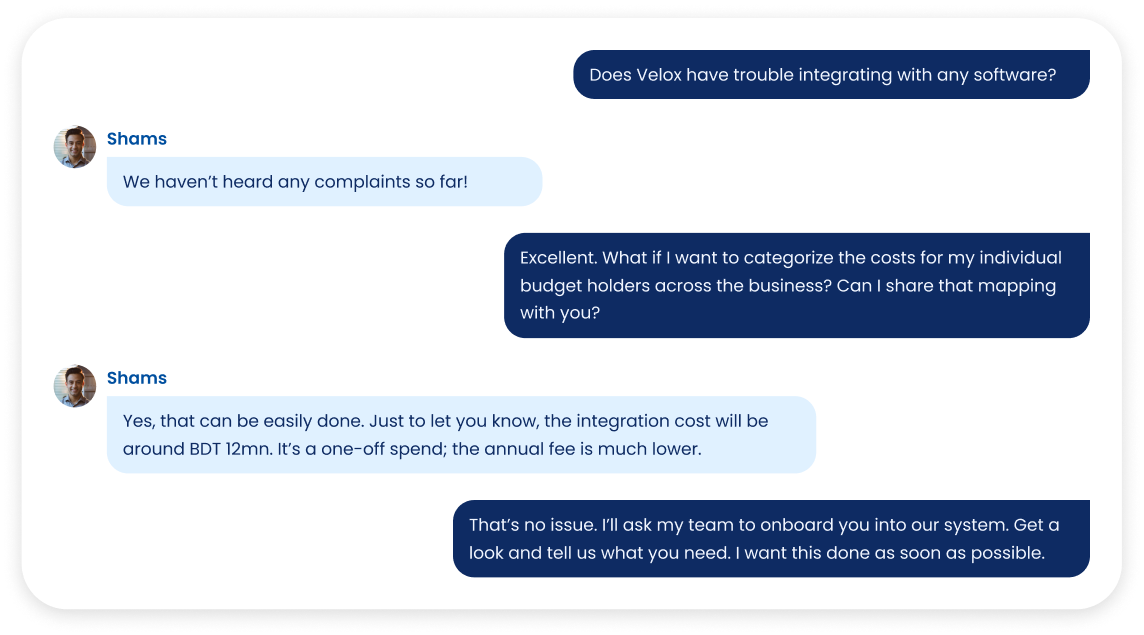 Does Velox have trouble integrating with any software?
Shams
We haven’t heard any complaints so far!
Excellent. What if I want to categorize the costs for my individual
budget holders across the business? Can I share that mapping
with you?
Shams
Yes, that can be easily done. Just to let you know, the integration cost will be
around BDT 12mn. It’s a one-off spend; the annual fee is much lower.
That’s no issue. I’ll ask my team to onboard you into our system. Get a
look and tell us what you need. I want this done as soon as possible.